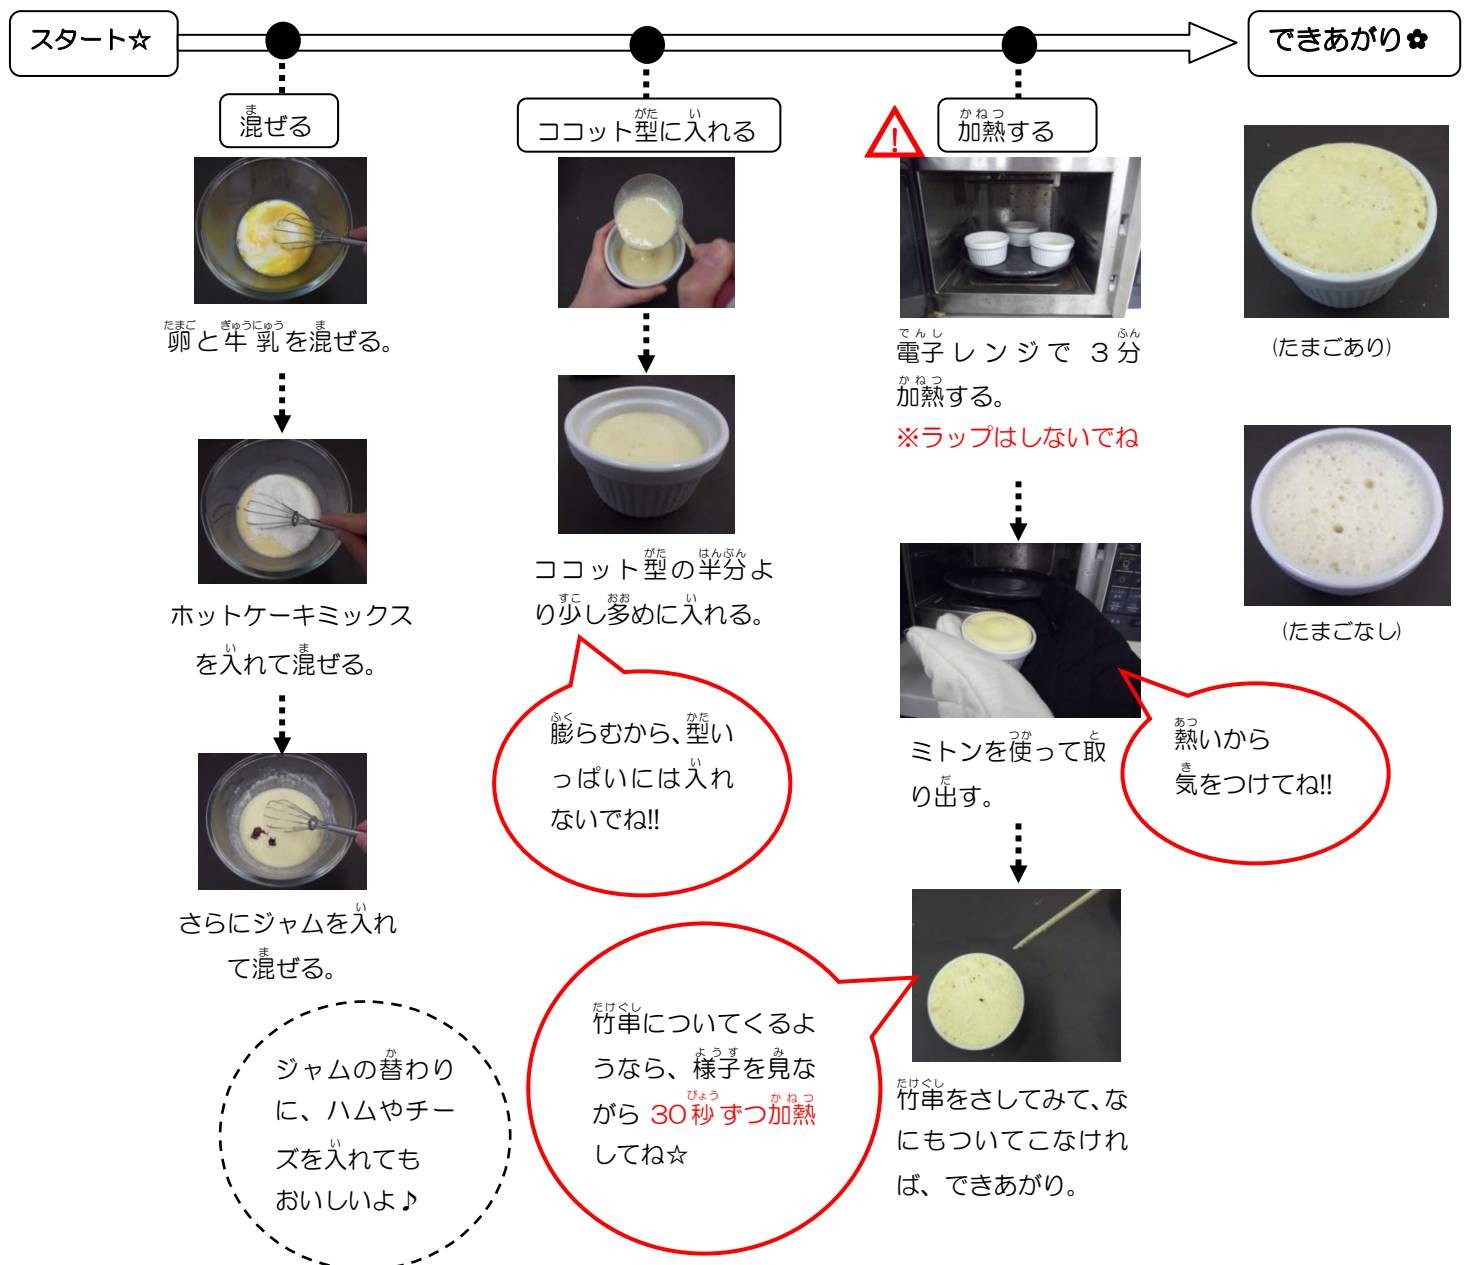 スタート☆
できあがり✿
混ぜる
卵と牛乳を混ぜる。
ホットケーキミックス
を入れて混ぜる。
さらにジャムを入れ
て混ぜる。
ジャムの替わり
に、ハムやチー
ズを入れても
おいしいよ♪
ココット型に入れる
ココット型の半分よ
り少し多めに入れる。
膨らむから、型い
っぱいには入れ
ないでね!!
加熱する
電子レンジで 3分
加熱する。
※ラップはしないでね
ミトンを使って取
り出す。
熱いから
気をつけてね!!
竹串をさしてみて、な
にもついてこなけれ
ば、できあがり。
竹串についてくるよ
うなら、様子を見な
がら 30秒ずつ加熱
してね☆
(たまごあり)
(たまごなし)